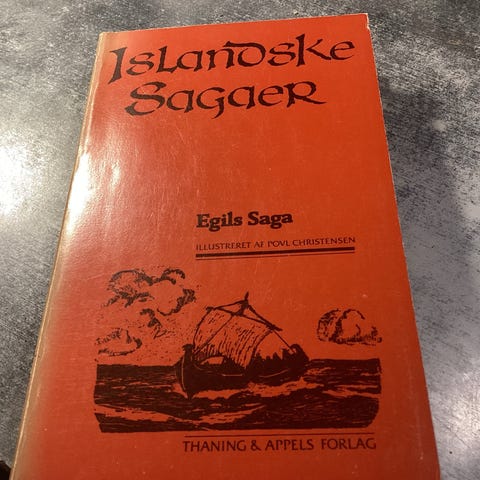 Islandske
Sagaer
Egils Saga
ILLUSTRERET AF POVL CHRISTENSEN
THANING & APPELS FORLAG